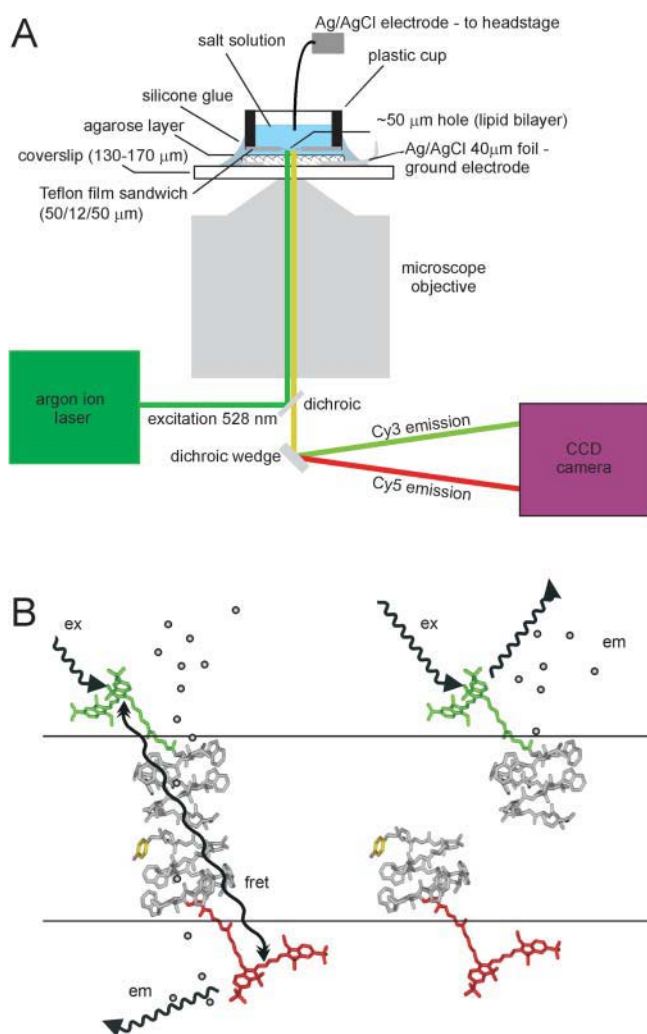 A
Ag/AgCl electrode - to headstage
salt solution
plastic cup
silicone glue
~50 μm hole (lipid bilayer)
agarose layer
coverslip (130-170 μm)
Ag/AgCl 40μm foil -
ground electrode
Teflon film sandwich
(50/12/50 μm)
microscope
objective
argon ion
laser
excitation 528 nm
dichroic
dichroic wedge
Cy3 emission
Cy5 emission
CCD
camera
B
ex
ex
em
fret
em